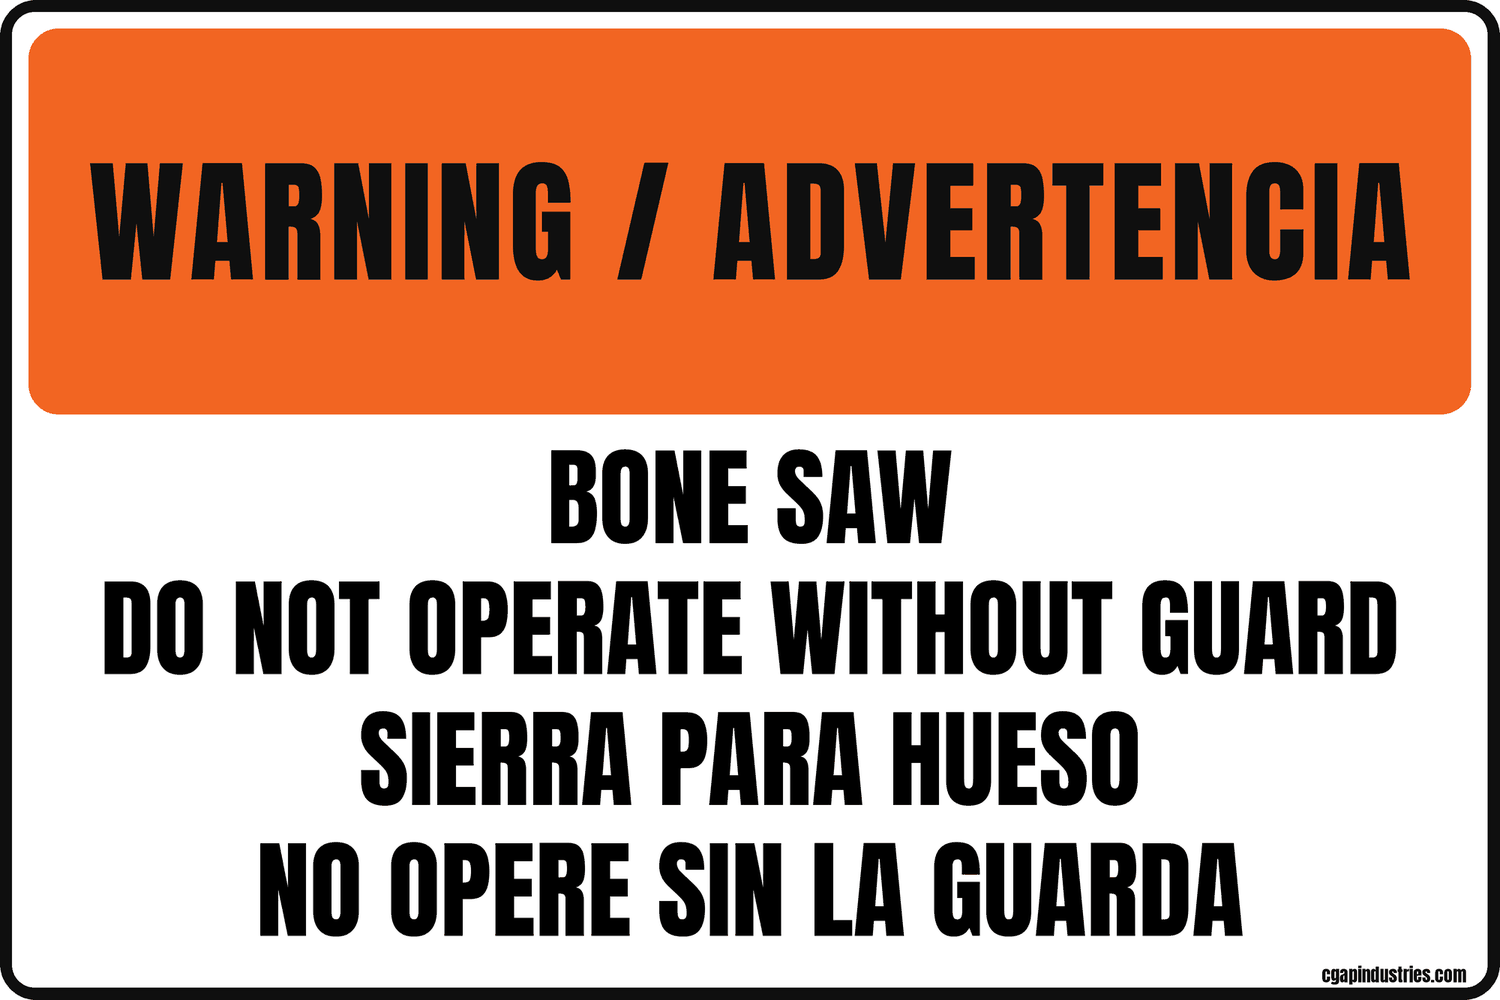 WARNING / ADVERTENCIA
BONE SAW
DO NOT OPERATE WITHOUT GUARD
SIERRA PARA HUESO
NO OPERE SIN LA GUARDA
cgapindustries.com